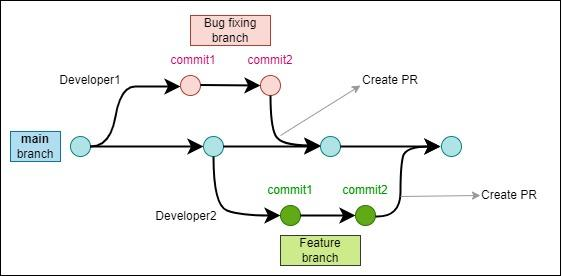 Bug fixing
branch
commit1
commit2
Developer1
Create PR
main
branch
commit1
commit2
Create PR
Developer2
Feature
branch